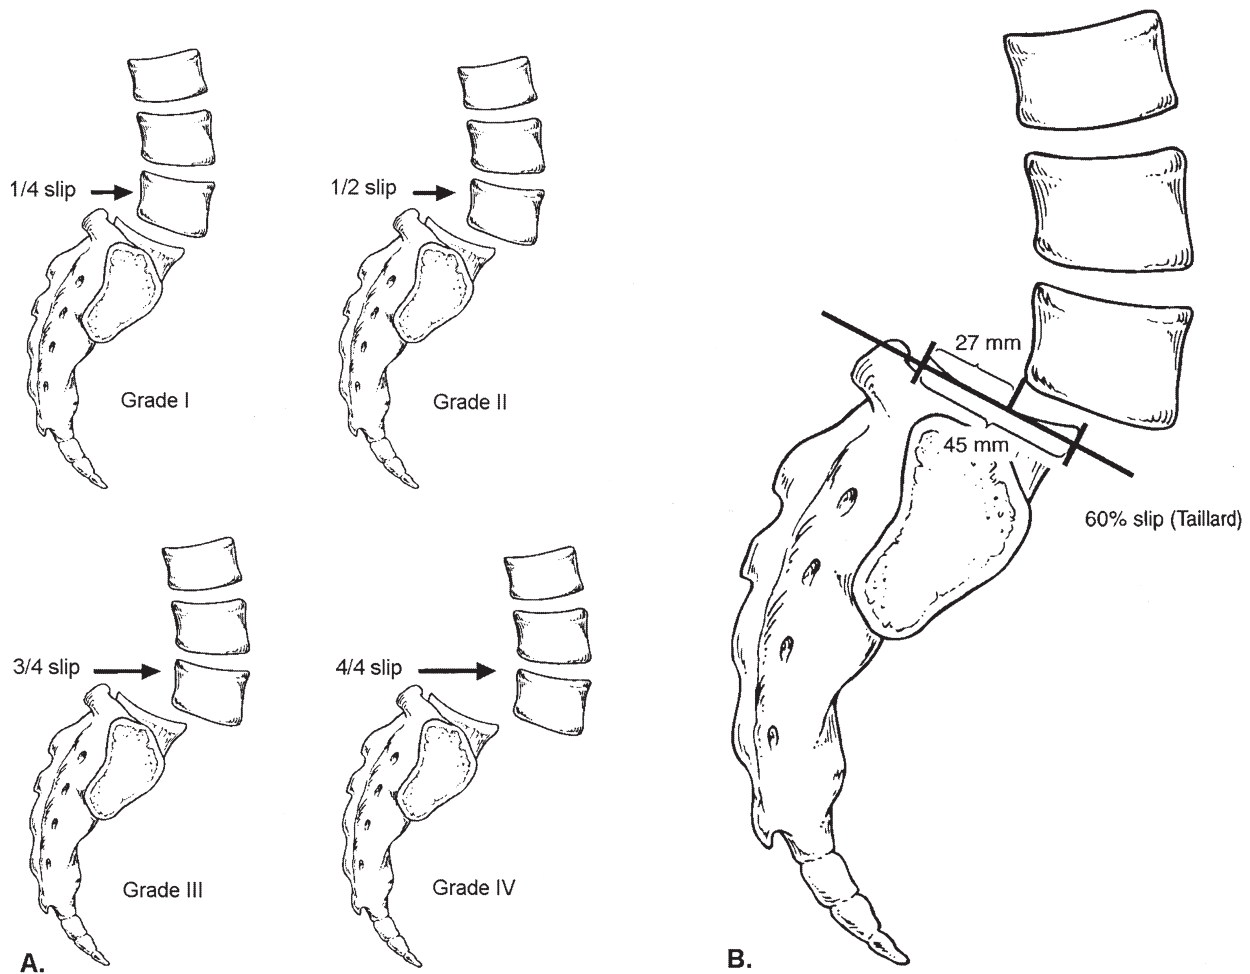 1/4 slip
Grade I
1/2 slip
Grade II
3/4 slip
Grade III
4/4 slip
Grade IV
A.
27 mm
45 mm
60% slip (Taillard)
B.